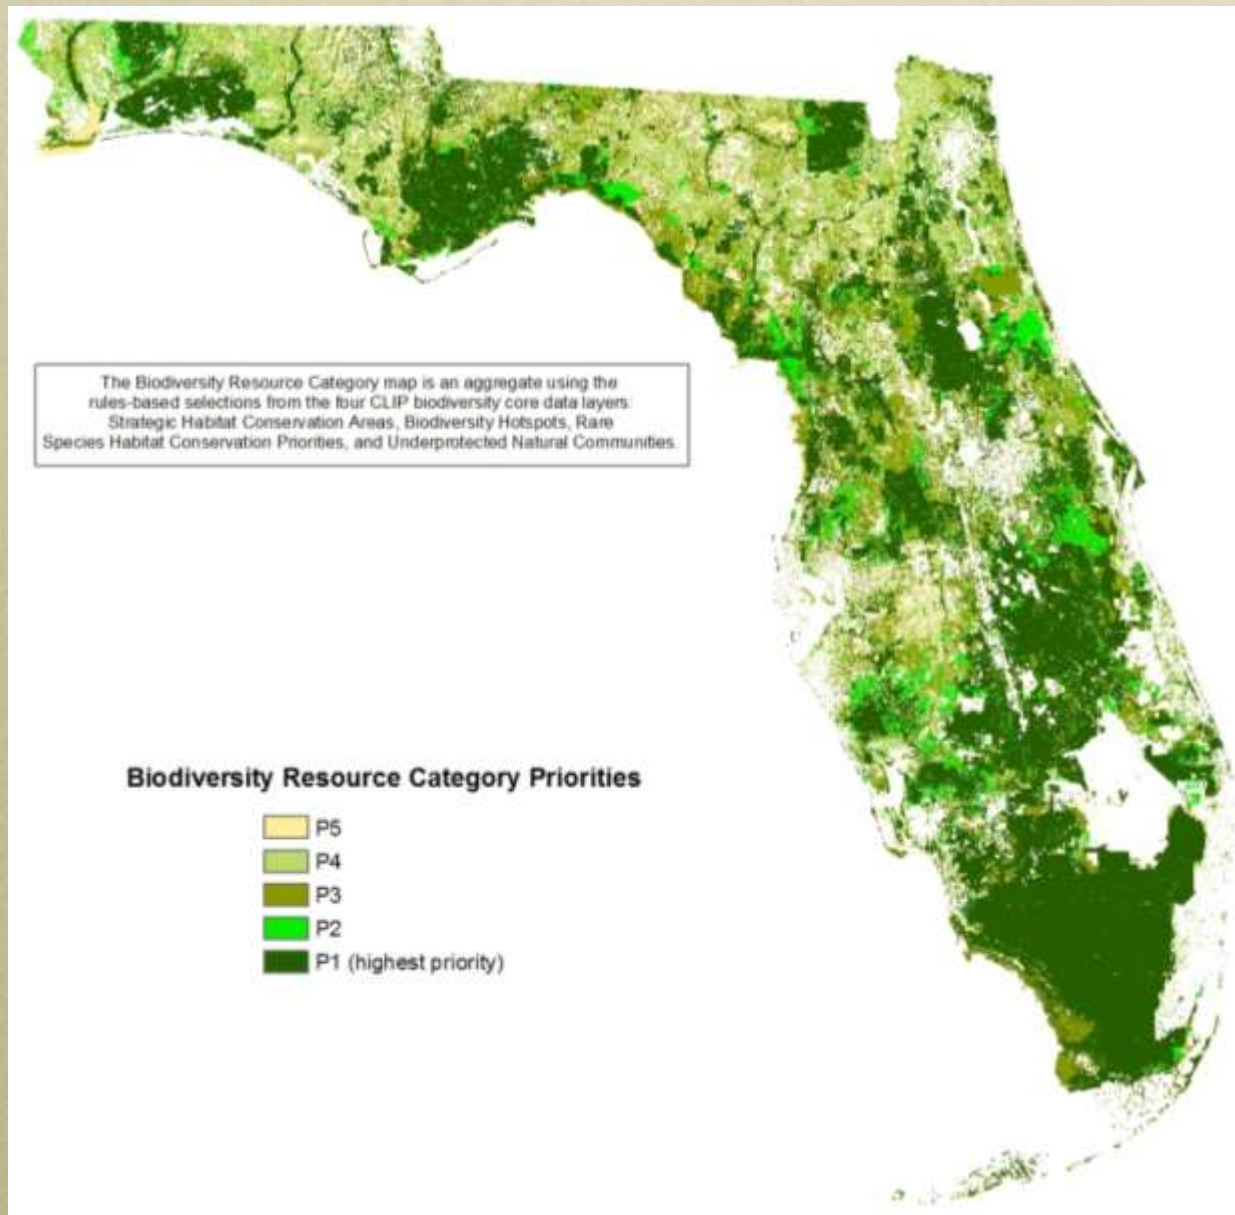 The Biodiversity Resource Category map is an aggregate using the
rules-based selections from the four CLIP biodiversity core data layers:
Strategic Habitat Conservation Areas, Biodiversity Hotspots, Rare
Species Habitat Conservation Priorities, and Underprotected Natural Communities.
Biodiversity Resource Category Priorities
P5
P4
P3
P2
P1 (highest priority)